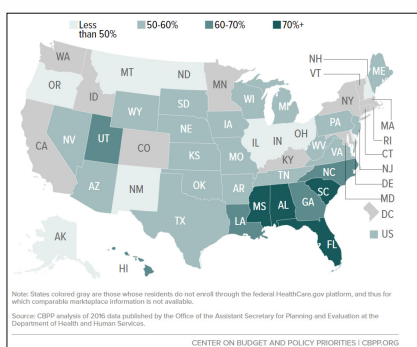 Less than 50%
50-60%
60-70%
70%+
WA
OR
ID
MT
ND
MN
WY
SD
NV
UT
CO
NE
IA
WI
MI
CA
KS
MO
IL
IN
OH
KY
WV
VA
PA
NY
ME
NH
VT
MA
RI
CT
NJ
DE
MD
DC
US
AZ
NM
OK
AR
TN
NC
TX
LA
MS
AL
GA
SC
FL
AK
HI
Note: States colored gray are those whose residents do not enroll through the federal HealthCare.gov platform, and thus for
which comparable marketplace information is not available.
Source: CBPP analysis of 2016 data published by the Office of the Assistant Secretary for Planning and Evaluation at the
Department of Health and Human Services.
CENTER ON BUDGET AND POLICY PRIORITIES | CBPP.ORG